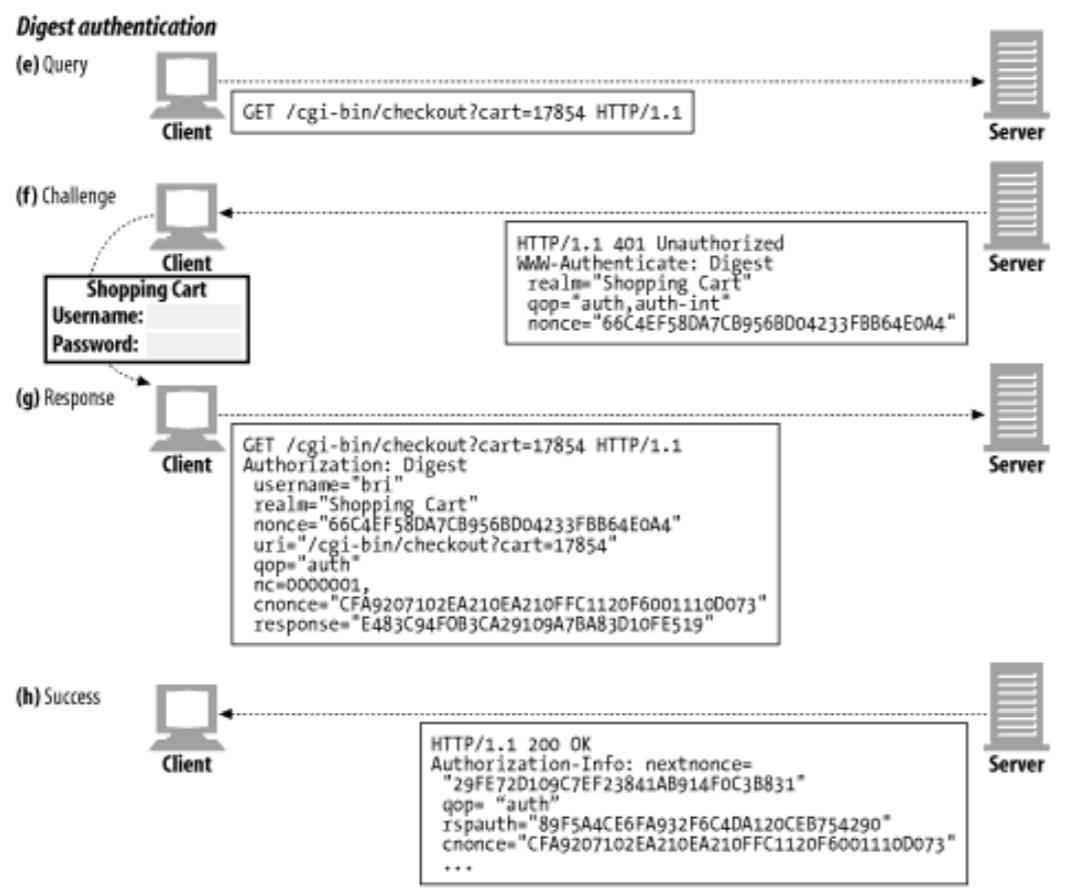 Digest authentication
(e) Query
GET /cgi-bin/checkout?cart=17854 HTTP/1.1
Client
Server
(f) Challenge
HTTP/1.1 401 Unauthorized
WWW-Authenticate: Digest
realm="Shopping Cart"
qop="auth,auth-int"
nonce="66C4EF58DA7CB956BD04233FBB64E0A4"
Client
Server
Shopping Cart
Username:
Password:
(g) Response
GET /cgi-bin/checkout?cart=17854 HTTP/1.1
Authorization: Digest
username="bri"
realm="Shopping Cart"
nonce="66C4EF58DA7CB956BD04233FBB64E0A4"
uri="/cgi-bin/checkout?cart=17854"
qop="auth"
nc=0000001,
cnonce="CFA9207102EA210EA210FFC1120F6001110D073"
response="E483C94F0B3CA29109A7BA83D10FE519"
Client
Server
(h) Success
HTTP/1.1 200 OK
Authorization-Info: nextnonce=
"29FE72D109C7EF23841AB914F0C3B831"
qop= “auth”
rspauth="89F5A4CE6FA932F6C4DA120CEB754290"
cnonce="CFA9207102EA210EA210FFC1120F6001110D073"
...
Client
Server